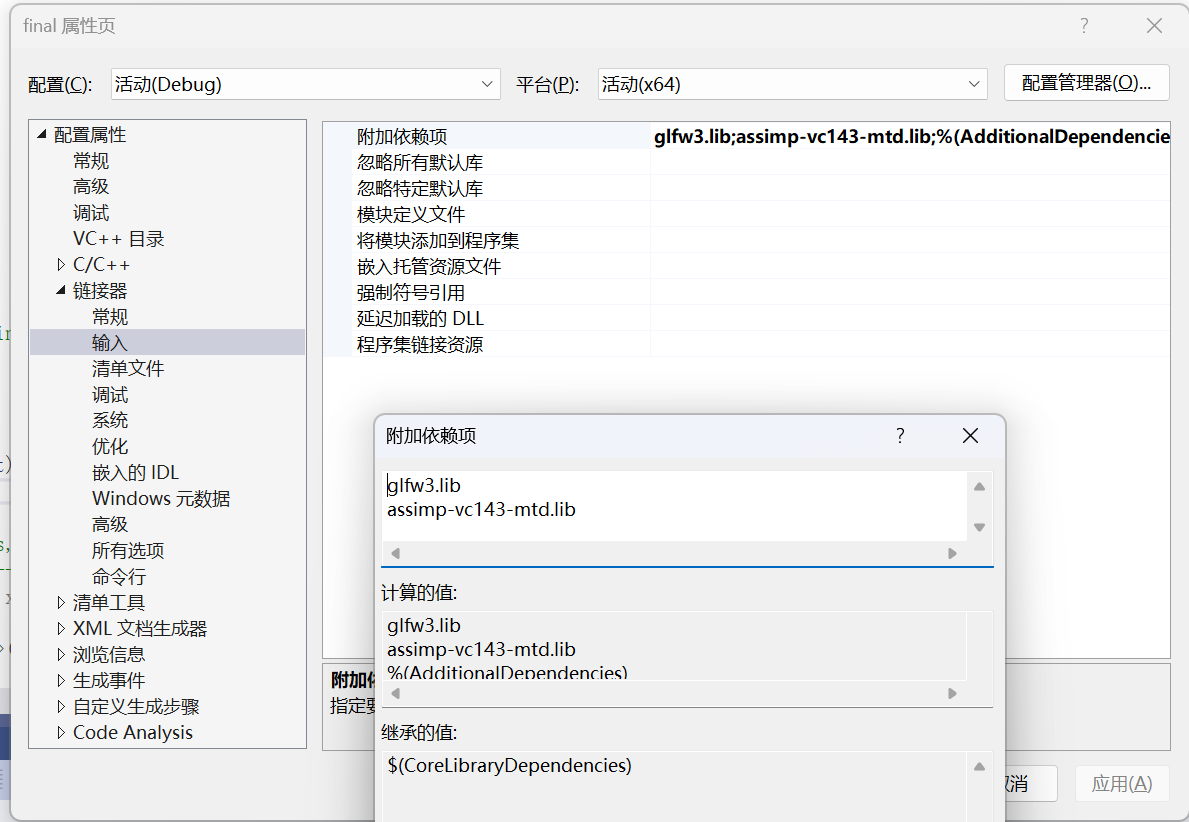 final 属性页
配置(C): 活动(Debug) 平台(P): 活动(x64) 配置管理器(O)...
配置属性
常规
高级
调试
VC++ 目录
C/C++
链接器
常规
输入
清单文件
调试
系统
优化
嵌入的 IDL
Windows 元数据
高级
所有选项
命令行
清单工具
XML 文档生成器
浏览信息
生成事件
自定义生成步骤
Code Analysis
附加依赖项 glfw3.lib;assimp-vc143-mtd.lib;%(AdditionalDependencie
忽略所有默认库
忽略特定默认库
模块定义文件
将模块添加到程序集
嵌入托管资源文件
强制符号引用
延迟加载的 DLL
程序集链接资源
附加依赖项
glfw3.lib
assimp-vc143-mtd.lib
计算的值:
glfw3.lib
assimp-vc143-mtd.lib
%(AdditionalDependencies)
继承的值:
$(CoreLibraryDependencies)
附加
指定
消 应用(A)